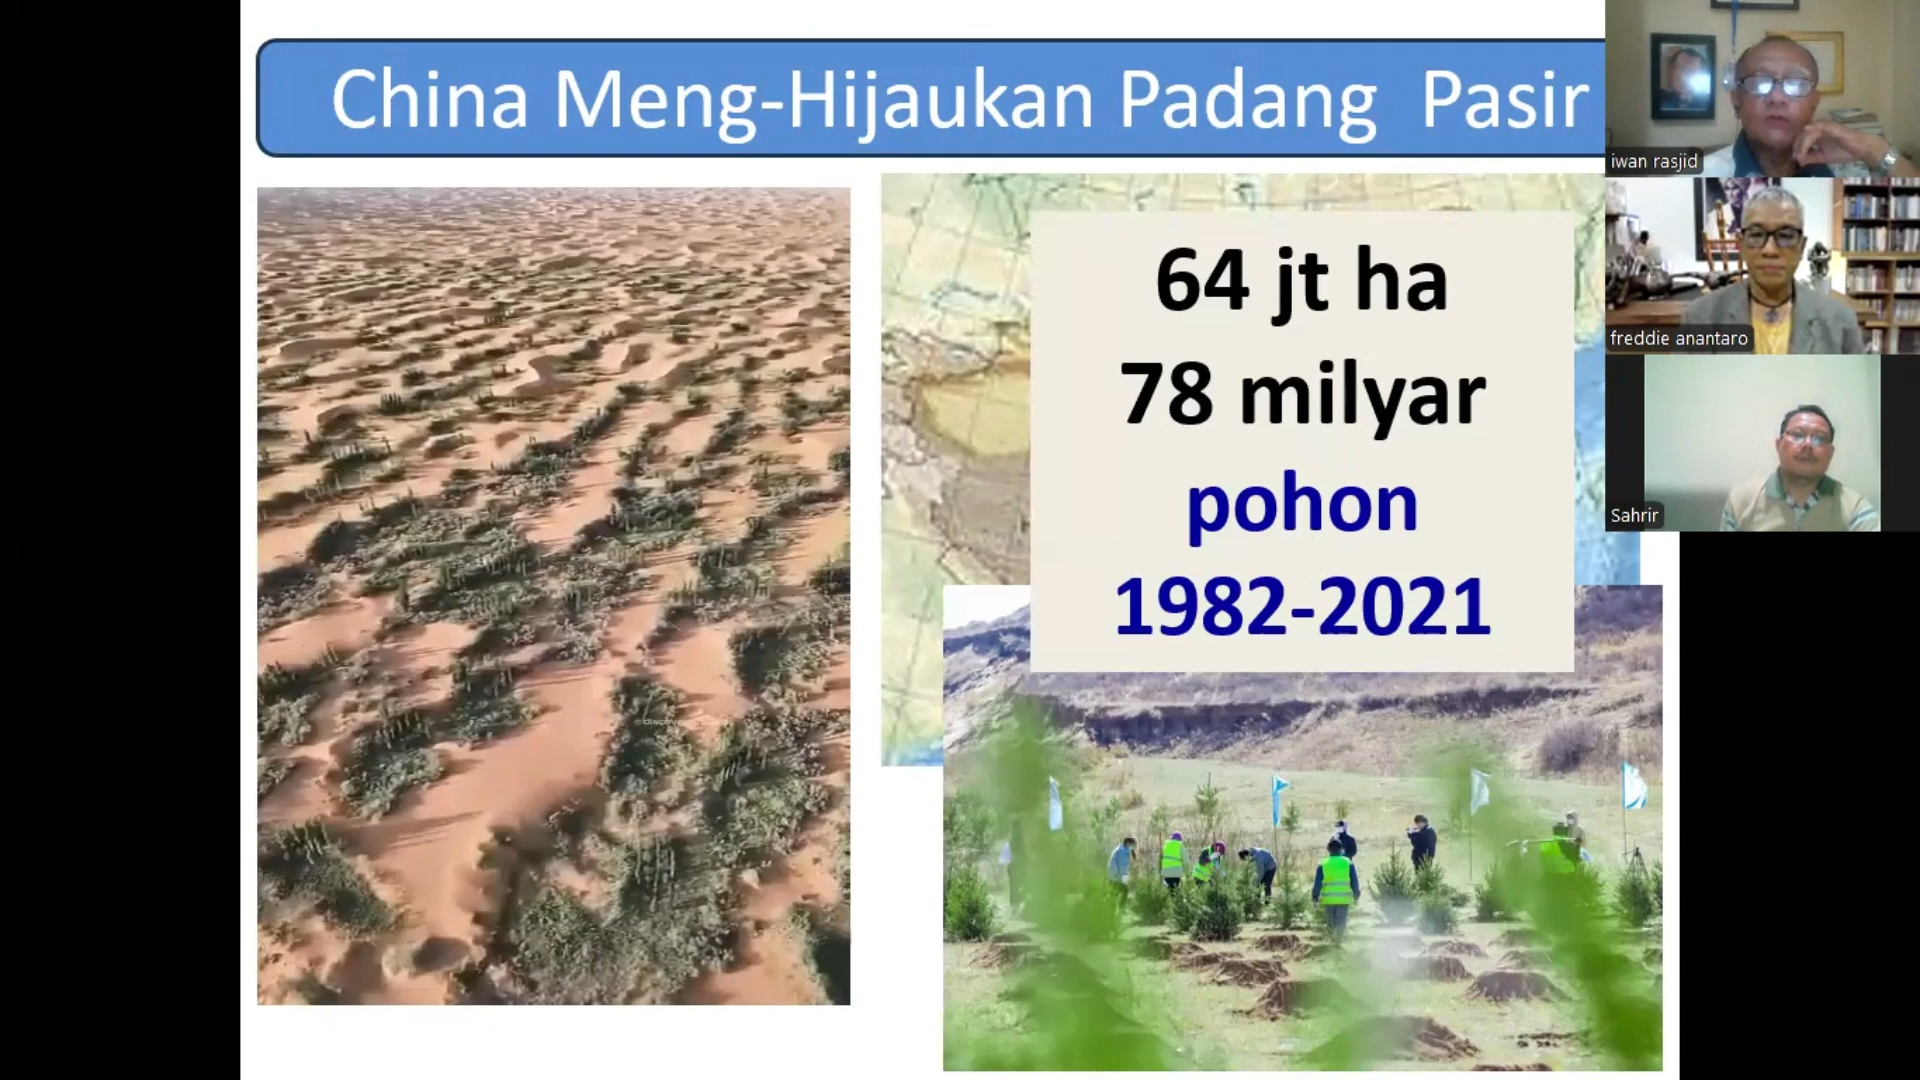 China Meng-Hijaukan Padang Pasir
64 jt ha
78 milyar
pohon
1982-2021
iwan rasjid
freddie anantaro
Sahrir